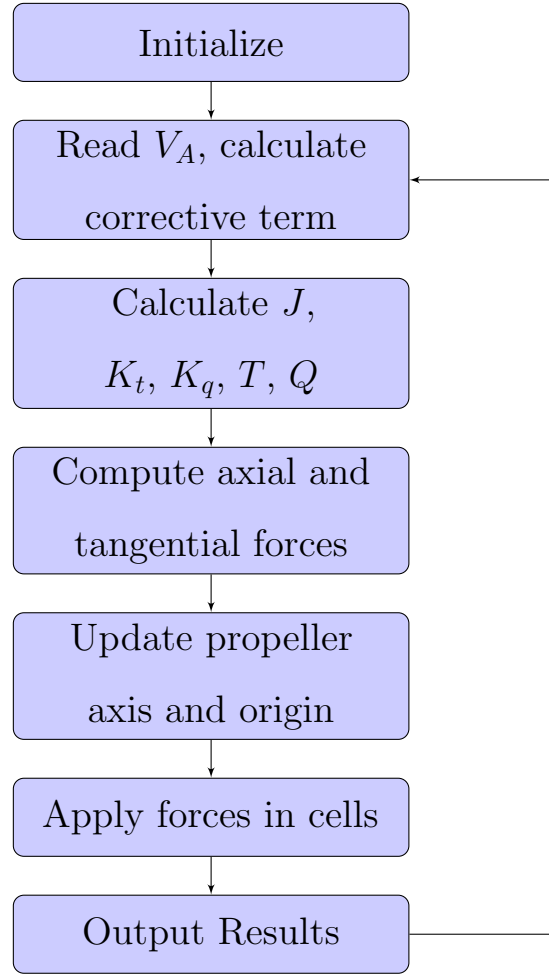 Initialize
Read V_A, calculate
corrective term
Calculate J,
K_t, K_q, T, Q
Compute axial and
tangential forces
Update propeller
axis and origin
Apply forces in cells
Output Results